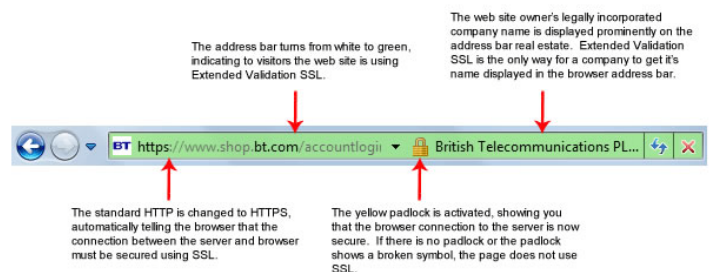 The web site owner's legally incorporated
company name is displayed prominently on the
address bar real estate. Extended Validation
SSL is the only way for a company to get it's
name displayed in the browser address bar.
The address bar turns from white to green,
indicating to visitors the web site is using
Extended Validation SSL.
BT https://www.shop.bt.com/accountlogi British Telecommunications PL...
The standard HTTP is changed to HTTPS,
automatically telling the browser that the
connection between the server and browser
must be secured using SSL.
The yellow padlock is activated, showing you
that the browser connection to the server is now
secure. If there is no padlock or the padlock
shows a broken symbol, the page does not use
SSL.